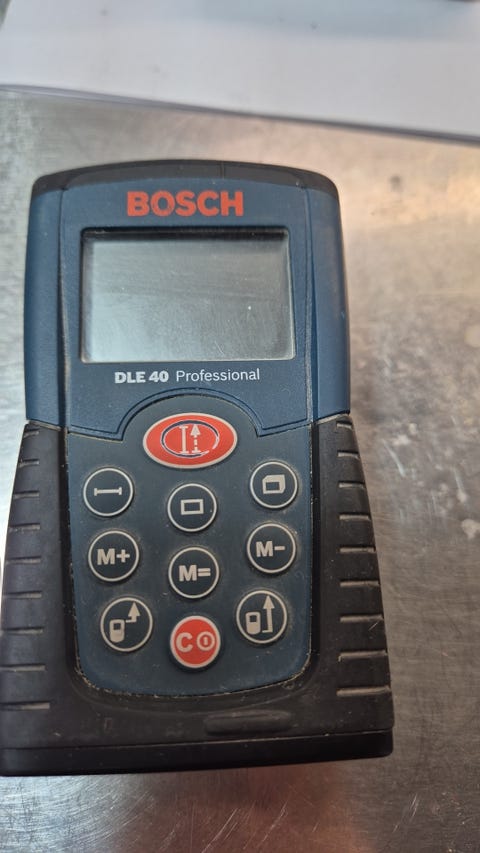 BOSCH
DLE 40 Professional
M+
M=
M-
C